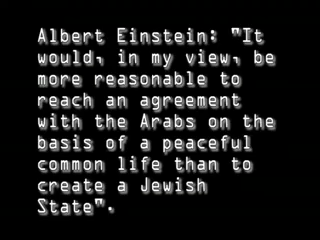 Albert Einstein: "It
would, in my view, be
more reasonable to
reach an agreement
with the Arabs on the
basis of a peaceful
common life than to
create a Jewish
State".